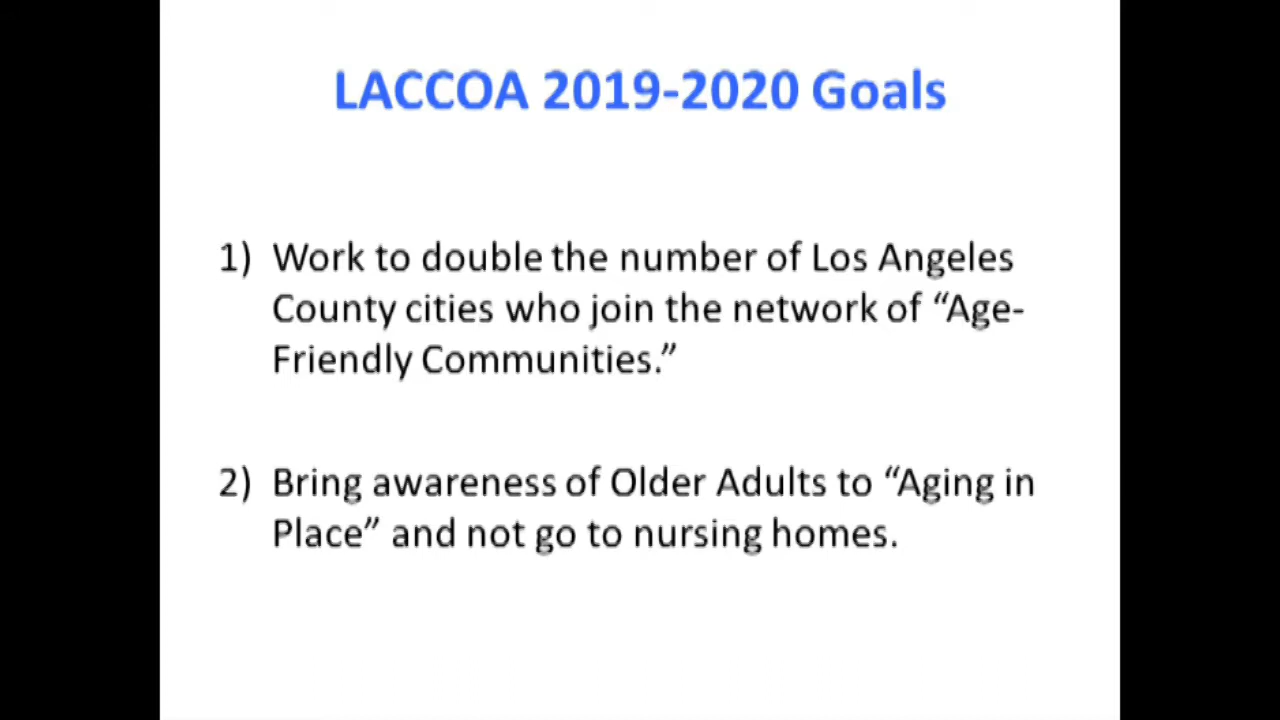 LACCOA 2019-2020 Goals
1) Work to double the number of Los Angeles
County cities who join the network of “Age-
Friendly Communities.”
2) Bring awareness of Older Adults to “Aging in
Place” and not go to nursing homes.